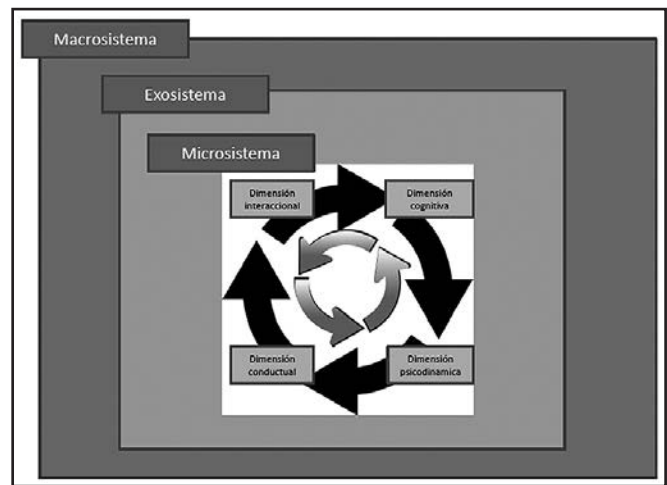 Macrosistema
Exosistema
Microsistema
Dimensión
interaccional
Dimensión
cognitiva
Dimensión
conductual
Dimensión
psicodinamica